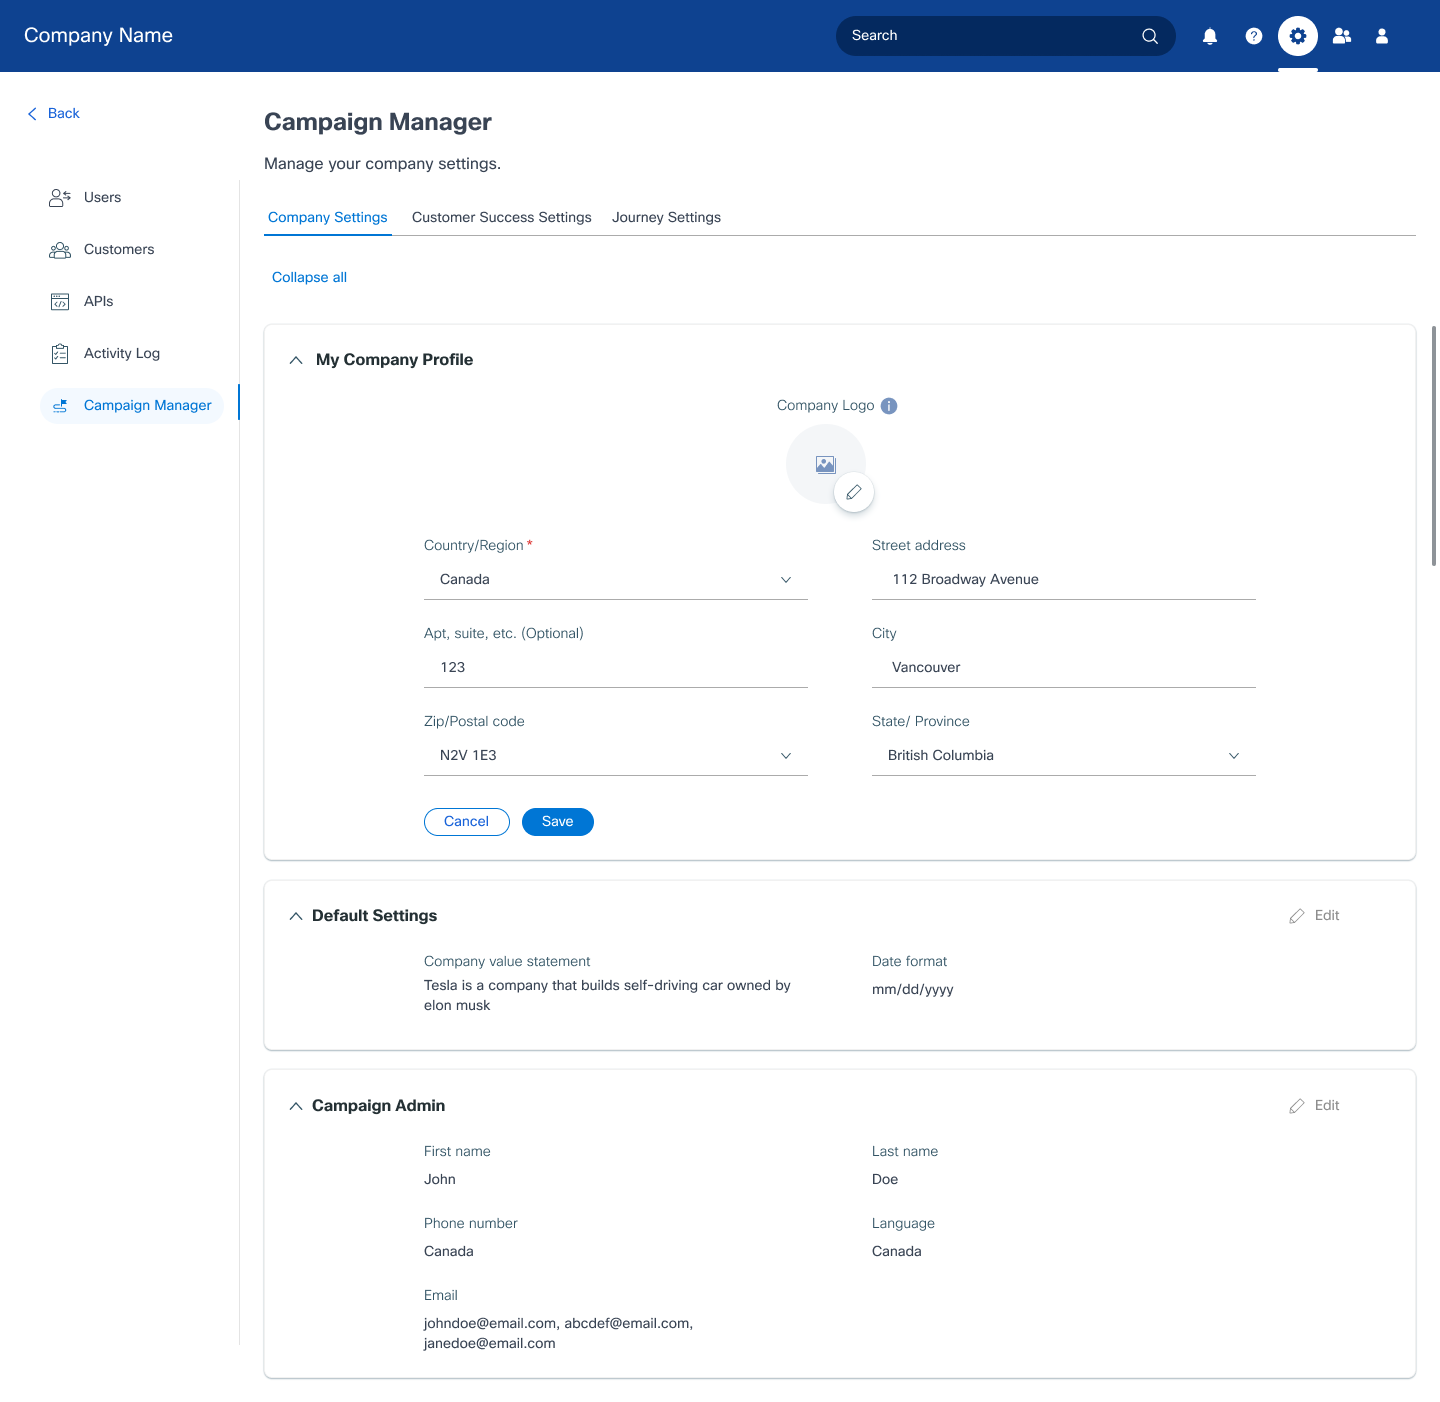 Company Name
Search
Back
Campaign Manager
Manage your company settings.
Users
Customers
APIs
Activity Log
Campaign Manager
Company Settings
Customer Success Settings
Journey Settings
Collapse all
My Company Profile
Company Logo
Country/Region *
Canada
Street address
112 Broadway Avenue
Apt, suite, etc. (Optional)
123
City
Vancouver
Zip/Postal code
N2V 1E3
State/ Province
British Columbia
Cancel
Save
Default Settings
Edit
Company value statement
Tesla is a company that builds self-driving car owned by
elon musk
Date format
mm/dd/yyyy
Campaign Admin
Edit
First name
John
Last name
Doe
Phone number
Canada
Language
Canada
Email
johndoe@email.com, abcdef@email.com,
janedoe@email.com